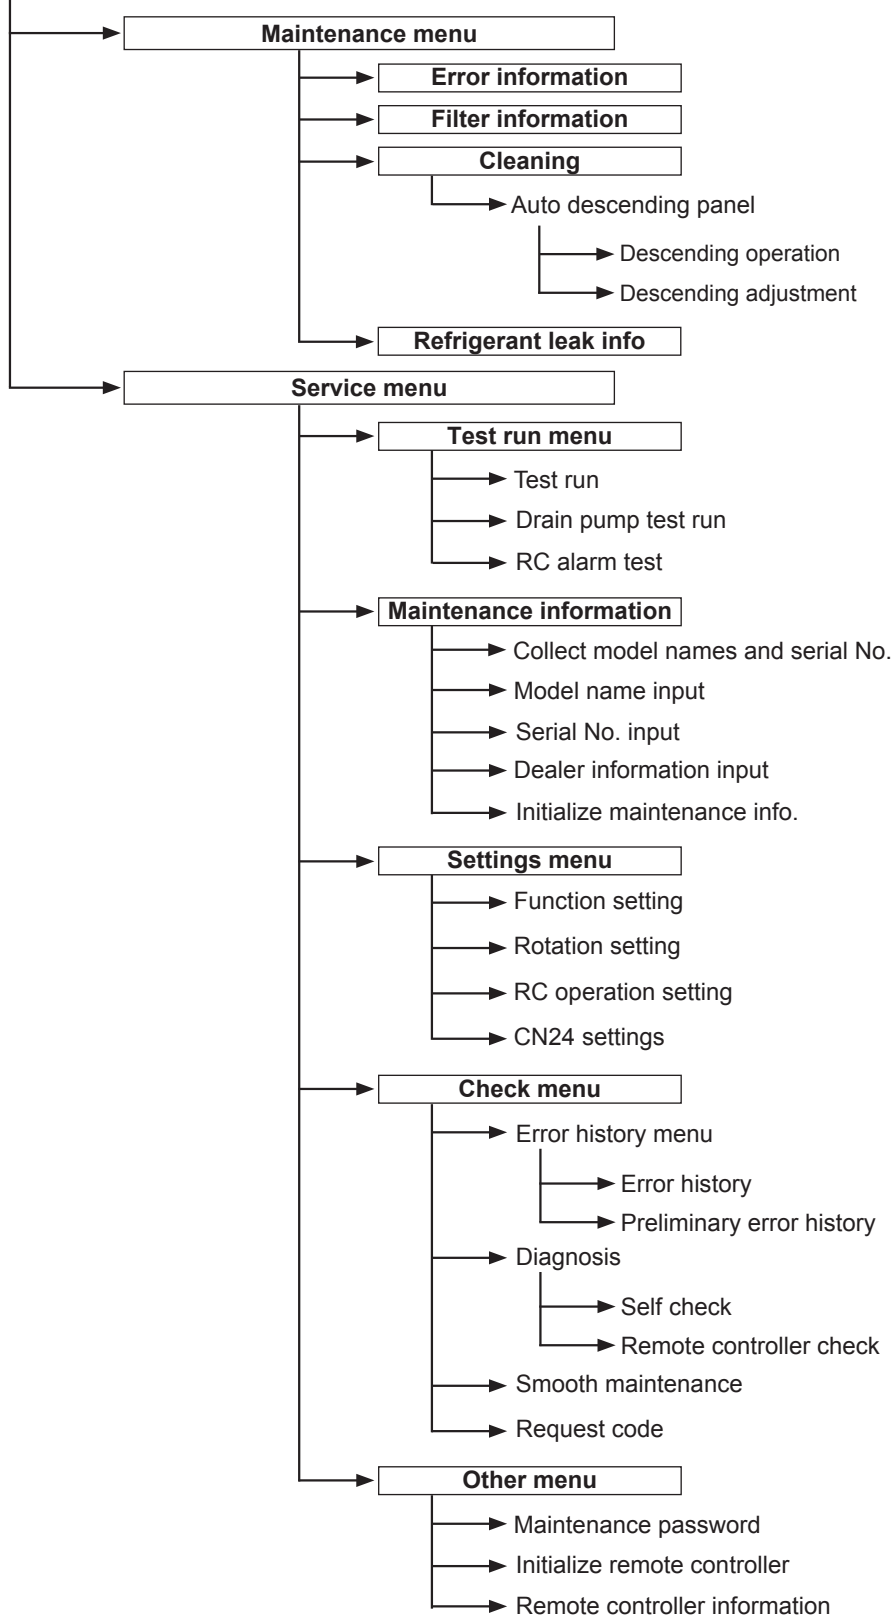 Maintenance menu
Error information
Filter information
Cleaning
Auto descending panel
Descending operation
Descending adjustment
Refrigerant leak info
Service menu
Test run menu
Test run
Drain pump test run
RC alarm test
Maintenance information
Collect model names and serial No.
Model name input
Serial No. input
Dealer information input
Initialize maintenance info.
Settings menu
Function setting
Rotation setting
RC operation setting
CN24 settings
Check menu
Error history menu
Error history
Preliminary error history
Diagnosis
Self check
Remote controller check
Smooth maintenance
Request code
Other menu
Maintenance password
Initialize remote controller
Remote controller information